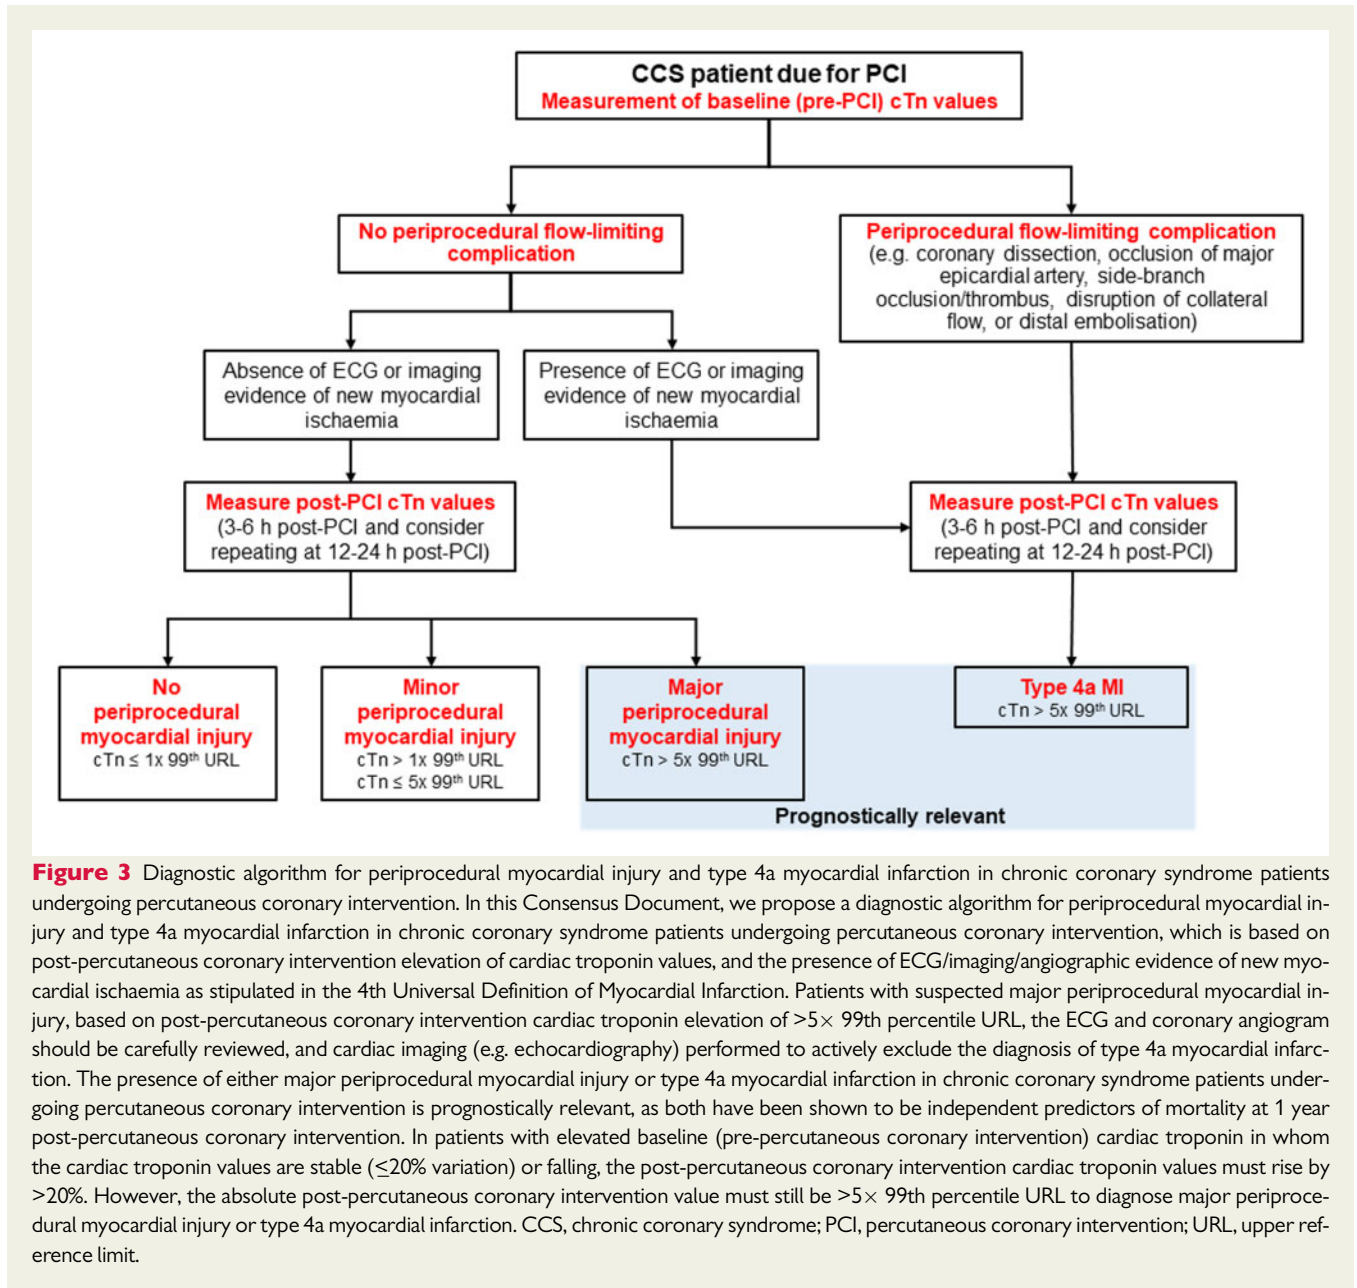 CCS patient due for PCI
Measurement of baseline (pre-PCI) cTn values
No periprocedural flow-limiting
complication
Periprocedural flow-limiting complication
(e.g. coronary dissection, occlusion of major
epicardial artery, side-branch
occlusion/thrombus, disruption of collateral
flow, or distal embolisation)
Absence of ECG or imaging
evidence of new myocardial
ischaemia
Presence of ECG or imaging
evidence of new myocardial
ischaemia
Measure post-PCI cTn values
(3-6 h post-PCI and consider
repeating at 12-24 h post-PCI)
Measure post-PCI cTn values
(3-6 h post-PCI and consider
repeating at 12-24 h post-PCI)
No
periprocedural
myocardial injury
cTn ≤ 1x 99th URL
Minor
periprocedural
myocardial injury
cTn > 1x 99th URL
cTn ≤ 5x 99th URL
Major
periprocedural
myocardial injury
cTn > 5x 99th URL
Type 4a MI
cTn > 5x 99th URL
Prognostically relevant
Figure 3 Diagnostic algorithm for periprocedural myocardial injury and type 4a myocardial infarction in chronic coronary syndrome patients
undergoing percutaneous coronary intervention. In this Consensus Document, we propose a diagnostic algorithm for periprocedural myocardial in-
jury and type 4a myocardial infarction in chronic coronary syndrome patients undergoing percutaneous coronary intervention, which is based on
post-percutaneous coronary intervention elevation of cardiac troponin values, and the presence of ECG/imaging/angiographic evidence of new myo-
cardial ischaemia as stipulated in the 4th Universal Definition of Myocardial Infarction. Patients with suspected major periprocedural myocardial in-
jury, based on post-percutaneous coronary intervention cardiac troponin elevation of >5× 99th percentile URL, the ECG and coronary angiogram
should be carefully reviewed, and cardiac imaging (e.g. echocardiography) performed to actively exclude the diagnosis of type 4a myocardial infarc-
tion. The presence of either major periprocedural myocardial injury or type 4a myocardial infarction in chronic coronary syndrome patients under-
going percutaneous coronary intervention is prognostically relevant, as both have been shown to be independent predictors of mortality at 1 year
post-percutaneous coronary intervention. In patients with elevated baseline (pre-percutaneous coronary intervention) cardiac troponin in whom
the cardiac troponin values are stable (≤20% variation) or falling, the post-percutaneous coronary intervention cardiac troponin values must rise by
>20%. However, the absolute post-percutaneous coronary intervention value must still be >5× 99th percentile URL to diagnose major periproce-
dural myocardial injury or type 4a myocardial infarction. CCS, chronic coronary syndrome; PCI, percutaneous coronary intervention; URL, upper ref-
erence limit.